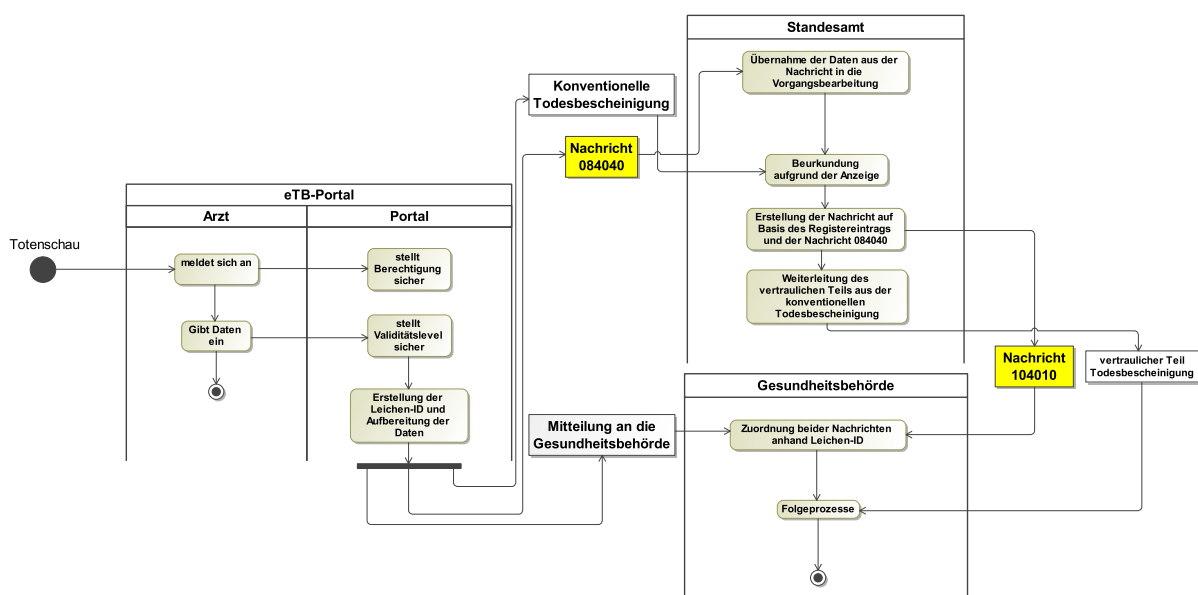 Totenschau
eTB-Portal
Arzt
Portal
meldet sich an
stellt
Berechtigung
sicher
Gibt Daten
ein
stellt
Validitätslevel
sicher
Erstellung der
Leichen-ID und
Aufbereitung der
Daten
Konventionelle
Todesbescheinigung
Nachricht
084040
Mitteilung an die
Gesundheitsbehörde
Standesamt
Übernahme der Daten aus der
Nachricht in die
Vorgangsbearbeitung
Beurkundung
aufgrund der Anzeige
Erstellung der Nachricht auf
Basis des Registereintrags
und der Nachricht 084040
Weiterleitung des
vertraulichen Teils aus der
konventionellen
Todesbescheinigung
Nachricht
104010
vertraulicher Teil
Todesbescheinigung
Gesundheitsbehörde
Zuordnung beider Nachrichten
anhand Leichen-ID
Folgeprozesse